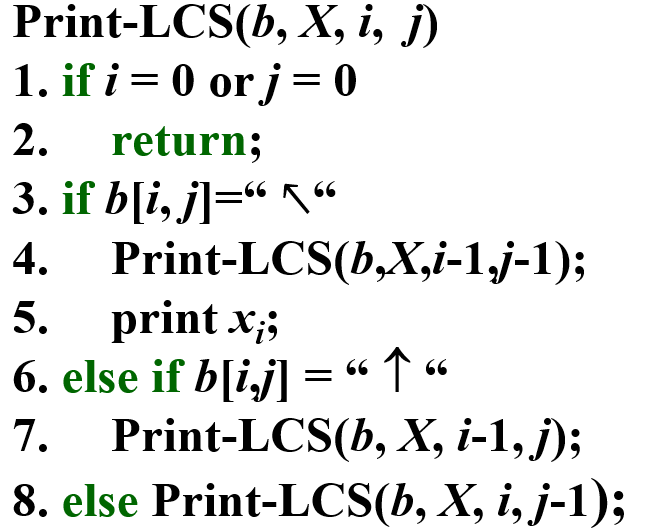 Print-LCS(b, X, i, j)
1. if i = 0 or j = 0
2. return;
3. if b[i, j]=“ ↖“
4. Print-LCS(b,X,i-1,j-1);
5. print xi;
6. else if b[i,j] = “ ↑ “
7. Print-LCS(b, X, i-1, j);
8. else Print-LCS(b, X, i, j-1);